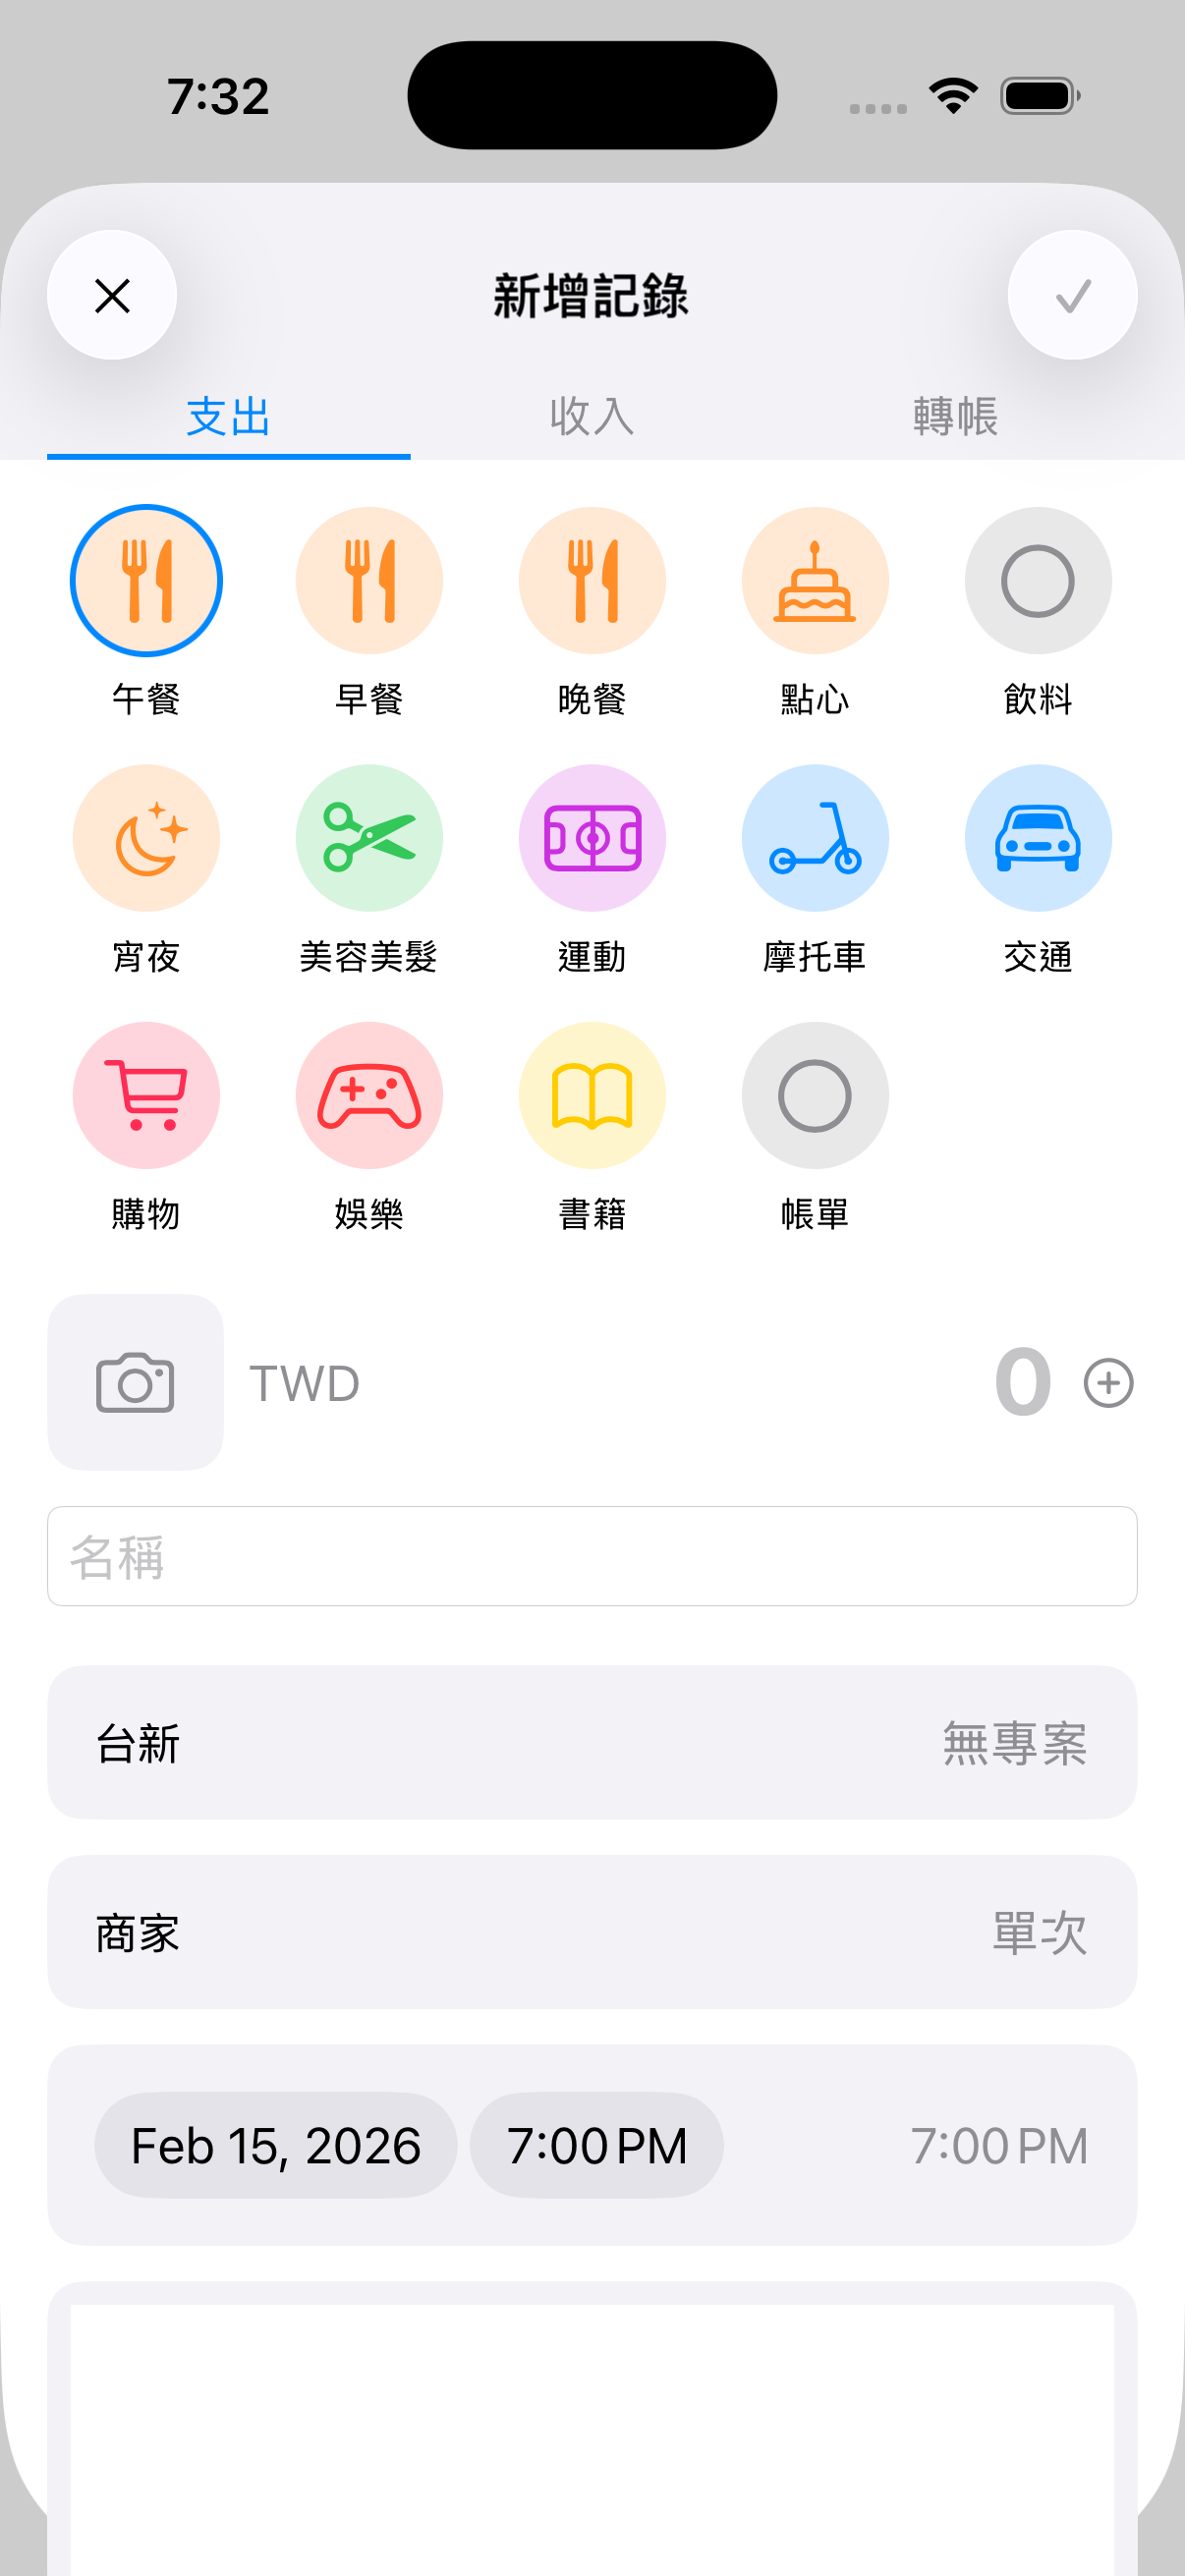 7:32
新增記錄
支出 收入 轉帳
午餐 早餐 晚餐 點心 飲料
宵夜 美容美髮 運動 摩托車 交通
購物 娛樂 書籍 帳單
TWD 0
名稱
台新 無專案
商家 單次
Feb 15, 2026 7:00 PM 7:00 PM